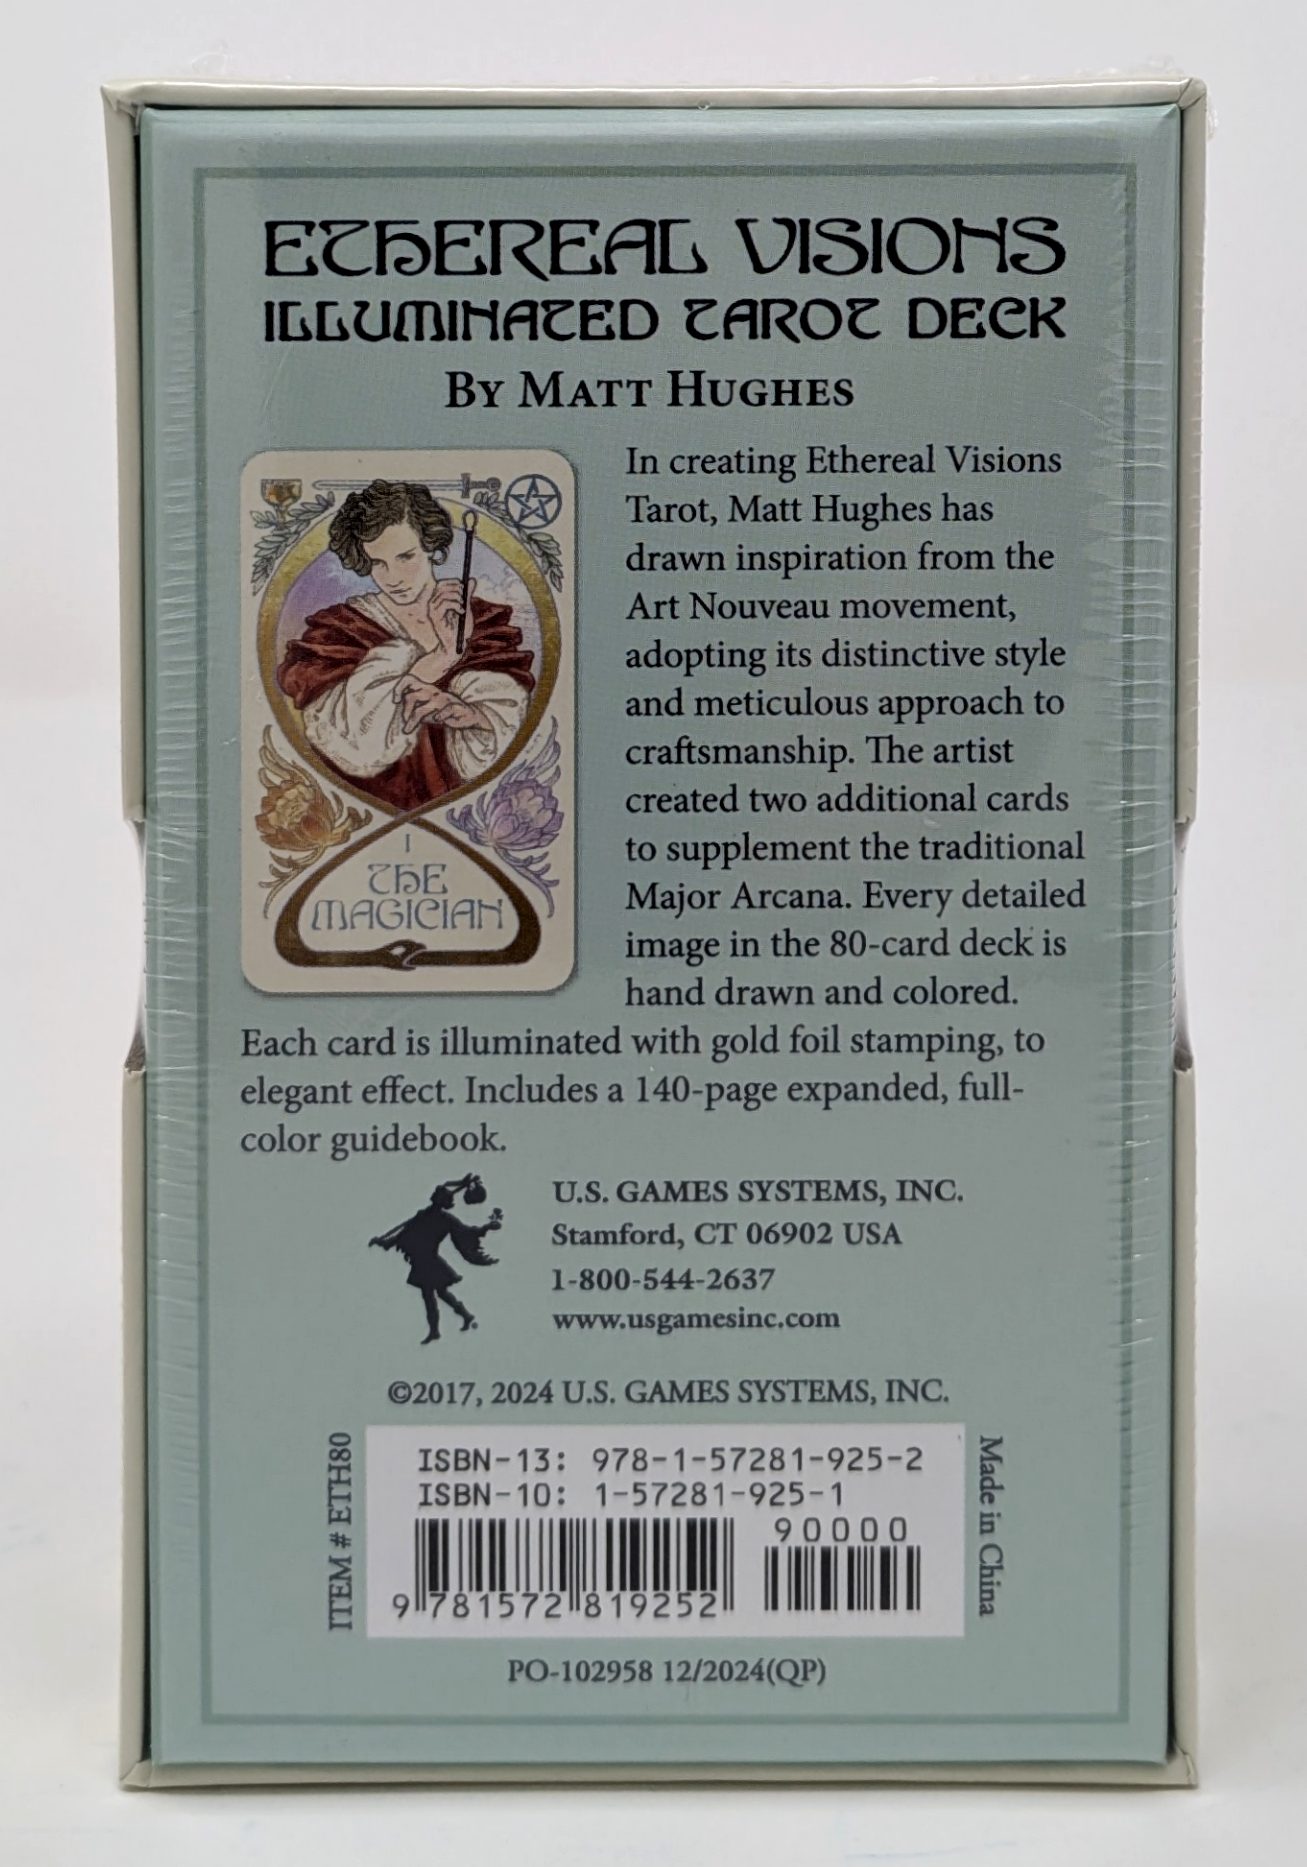 ETHEREAL VISIONS
ILLUMINATED TAROT DECK
BY MATT HUGHES
In creating Ethereal Visions
Tarot, Matt Hughes has
drawn inspiration from the
Art Nouveau movement,
adopting its distinctive style
and meticulous approach to
craftsmanship. The artist
created two additional cards
to supplement the traditional
Major Arcana. Every detailed
image in the 80-card deck is
hand drawn and colored.
Each card is illuminated with gold foil stamping, to
elegant effect. Includes a 140-page expanded, full-
color guidebook.
I
THE
MAGICIAN
U.S. GAMES SYSTEMS, INC.
Stamford, CT 06902 USA
1-800-544-2637
www.usgamesinc.com
©2017, 2024 U.S. GAMES SYSTEMS, INC.
ITEM # ETH80
ISBN-13: 978-1-57281-925-2
ISBN-10: 1-57281-925-1
90000
9 781572 819252
Made in China
PO-102958 12/2024(QP)